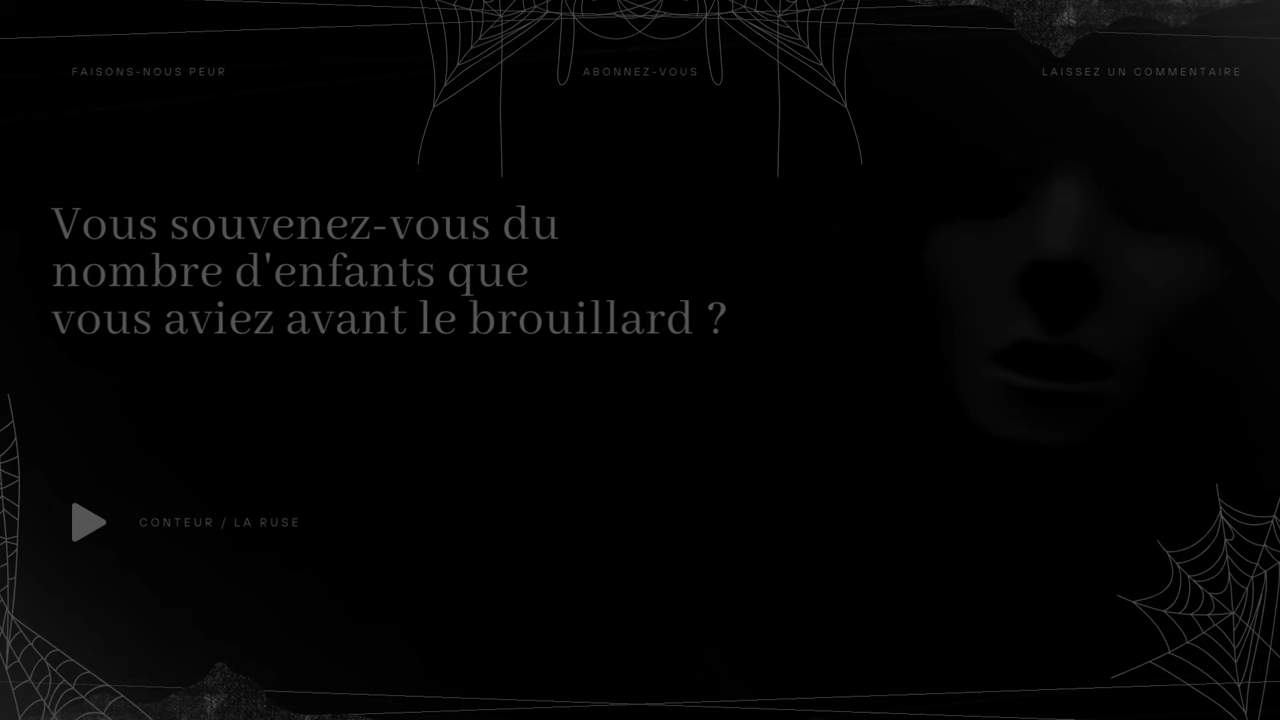 FAISONS-NOUS PEUR
ABONNEZ-VOUS
LAISSEZ UN COMMENTAIRE
Vous souvenez-vous du
nombre d'enfants que
vous aviez avant le brouillard ?
CONTEUR / LA RUSE